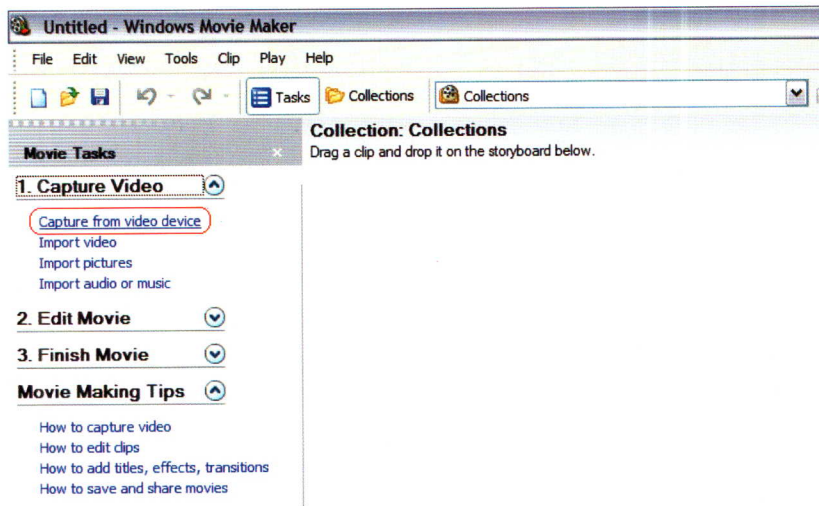 Untitled - Windows Movie Maker
File Edit View Tools Clip Play Help
Tasks Collections Collections
Movie Tasks
Collection: Collections
Drag a clip and drop it on the storyboard below.
1. Capture Video
Capture from video device
Import video
Import pictures
Import audio or music
2. Edit Movie
3. Finish Movie
Movie Making Tips
How to capture video
How to edit clips
How to add titles, effects, transitions
How to save and share movies